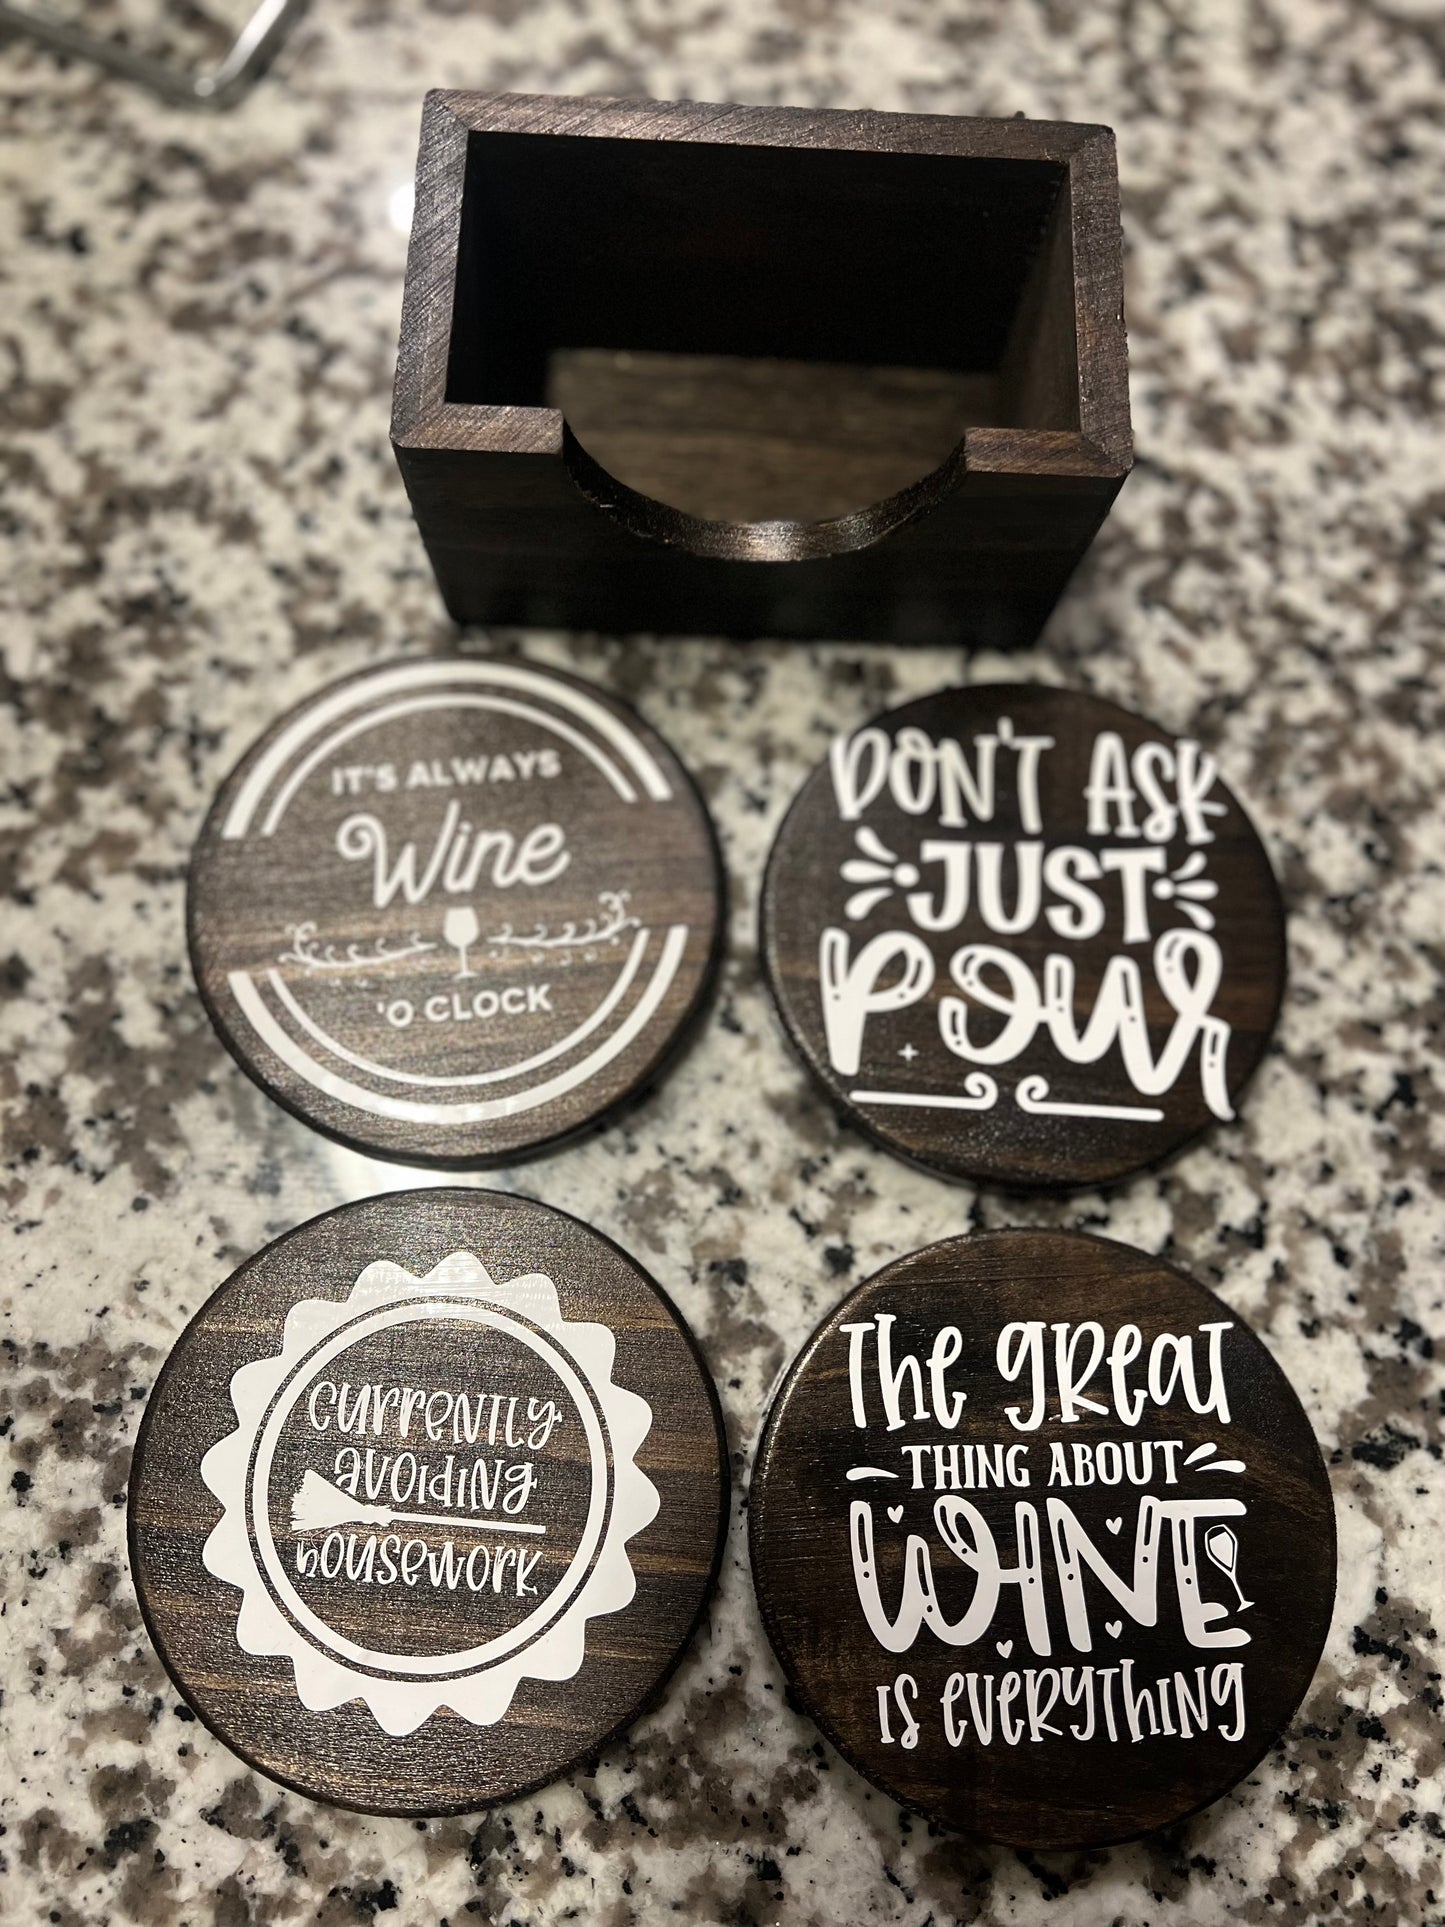 IT'S ALWAYS
Wine
'O CLOCK
DON'T ASK
JUST
POUR
currently
avoiding
housework
The great
THING ABOUT
WINE
is everything